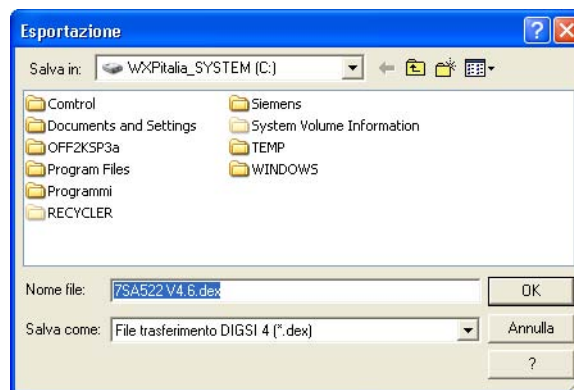 Esportazione
Salva in: WXPitalia_SYSTEM (C:)
Comtrol
Documents and Settings
OFF2KSP3a
Program Files
Programmi
RECYCLER
Siemens
System Volume Information
TEMP
WINDOWS
Nome file: 7SA522 V4.6.dex OK
Salva come: File trasferimento DIGSI 4 (*.dex) Annulla
?